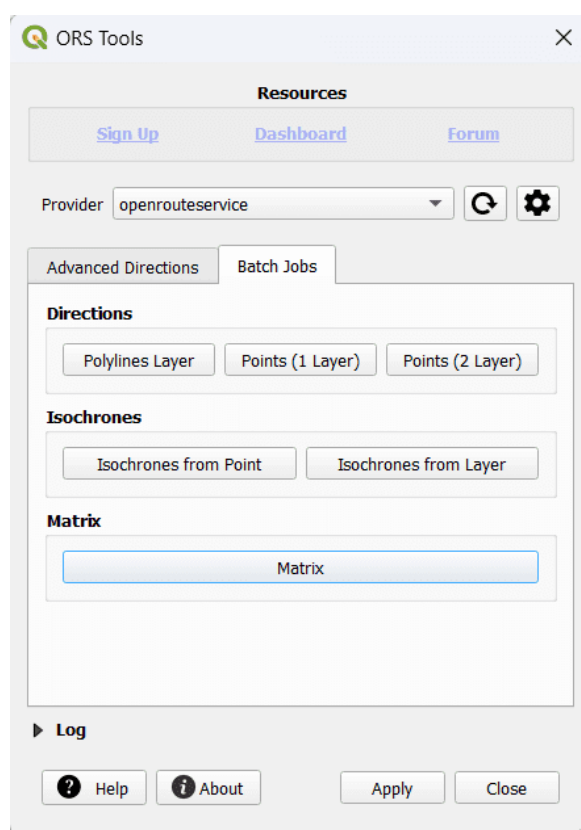 ORS Tools
Resources
Sign Up Dashboard Forum
Provider openrouteservice
Advanced Directions Batch Jobs
Directions
Polylines Layer Points (1 Layer) Points (2 Layer)
Isochrones
Isochrones from Point Isochrones from Layer
Matrix
Matrix
Log
Help About Apply Close